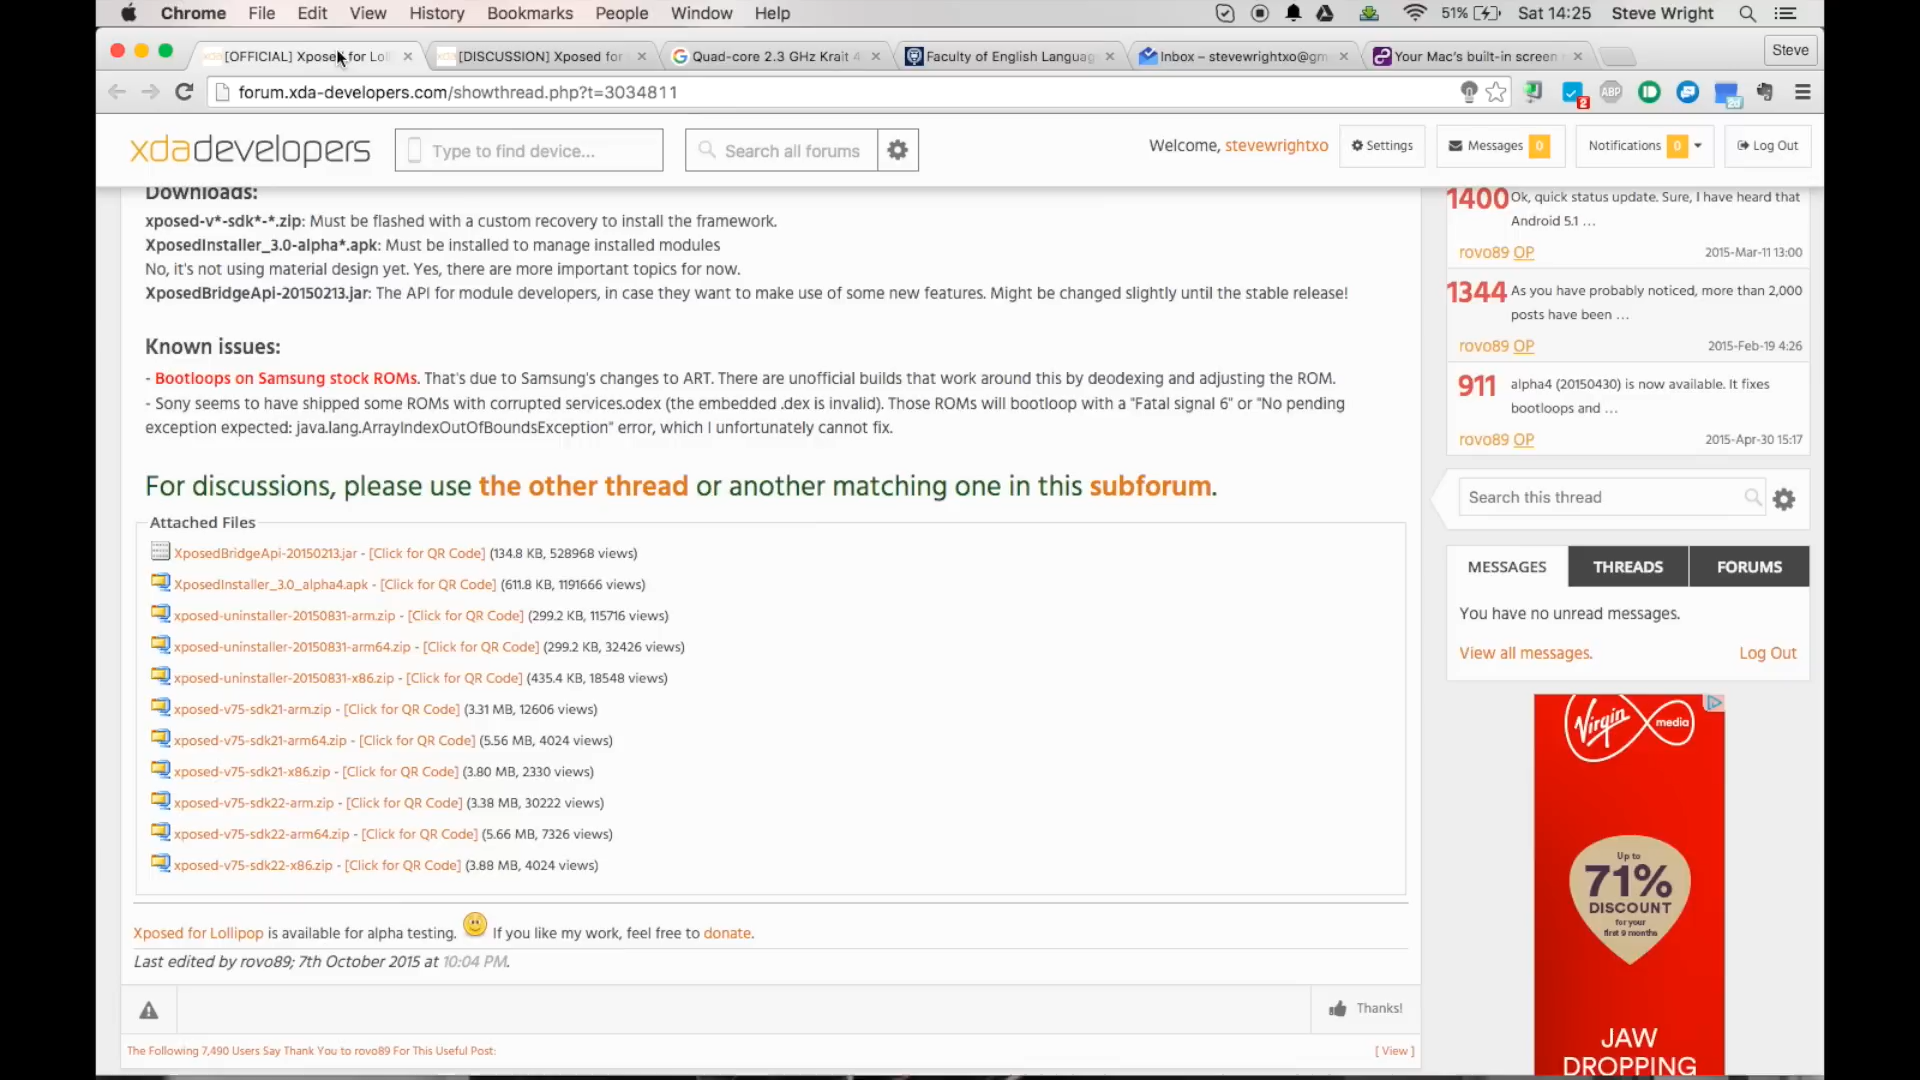 Chrome File Edit View History Bookmarks People Window Help 51% Sat 14:25 Steve Wright
[OFFICIAL] Xposed for Lol [DISCUSSION] Xposed for Quad-core 2.3 GHz Krait 4 Faculty of English Languag Inbox – stevewrightxo@gm Your Mac's built-in screen Steve
forum.xda-developers.com/showthread.php?t=3034811 ABP 2 2d
xdadevelopers Type to find device... Search all forums Welcome, stevewrightxo Settings Messages 0 Notifications 0 Log Out
Downloads:
xposed-v*-sdk*-*.zip: Must be flashed with a custom recovery to install the framework.
XposedInstaller_3.0-alpha*.apk: Must be installed to manage installed modules
No, it's not using material design yet. Yes, there are more important topics for now.
XposedBridgeApi-20150213.jar: The API for module developers, in case they want to make use of some new features. Might be changed slightly until the stable release!
Known issues:
- Bootloops on Samsung stock ROMs. That's due to Samsung's changes to ART. There are unofficial builds that work around this by deodexing and adjusting the ROM.
- Sony seems to have shipped some ROMs with corrupted services.odex (the embedded .dex is invalid). Those ROMs will bootloop with a "Fatal signal 6" or "No pending
exception expected: java.lang.ArrayIndexOutOfBoundsException" error, which I unfortunately cannot fix.
For discussions, please use the other thread or another matching one in this subforum.
Attached Files
XposedBridgeApi-20150213.jar - [Click for QR Code] (134.8 KB, 528968 views)
XposedInstaller_3.0_alpha4.apk - [Click for QR Code] (611.8 KB, 1191666 views)
xposed-uninstaller-20150831-arm.zip - [Click for QR Code] (299.2 KB, 115716 views)
xposed-uninstaller-20150831-arm64.zip - [Click for QR Code] (299.2 KB, 32426 views)
xposed-uninstaller-20150831-x86.zip - [Click for QR Code] (435.4 KB, 18548 views)
xposed-v75-sdk21-arm.zip - [Click for QR Code] (3.31 MB, 12606 views)
xposed-v75-sdk21-arm64.zip - [Click for QR Code] (5.56 MB, 4024 views)
xposed-v75-sdk21-x86.zip - [Click for QR Code] (3.80 MB, 2330 views)
xposed-v75-sdk22-arm.zip - [Click for QR Code] (3.38 MB, 30222 views)
xposed-v75-sdk22-arm64.zip - [Click for QR Code] (5.66 MB, 7326 views)
xposed-v75-sdk22-x86.zip - [Click for QR Code] (3.88 MB, 4024 views)
Xposed for Lollipop is available for alpha testing. If you like my work, feel free to donate.
Last edited by rovo89; 7th October 2015 at 10:04 PM.
Thanks!
The Following 7,490 Users Say Thank You to rovo89 For This Useful Post: [ View ]
1400 Ok, quick status update. Sure, I have heard that
Android 5.1 ...
rovo89 OP 2015-Mar-11 13:00
1344 As you have probably noticed, more than 2,000
posts have been ...
rovo89 OP 2015-Feb-19 4:26
911 alpha4 (20150430) is now available. It fixes
bootloops and ...
rovo89 OP 2015-Apr-30 15:17
Search this thread
MESSAGES THREADS FORUMS
You have no unread messages.
View all messages. Log Out
Virgin media
Up to
71%
DISCOUNT
for your
first 9 months
JAW
DROPPING